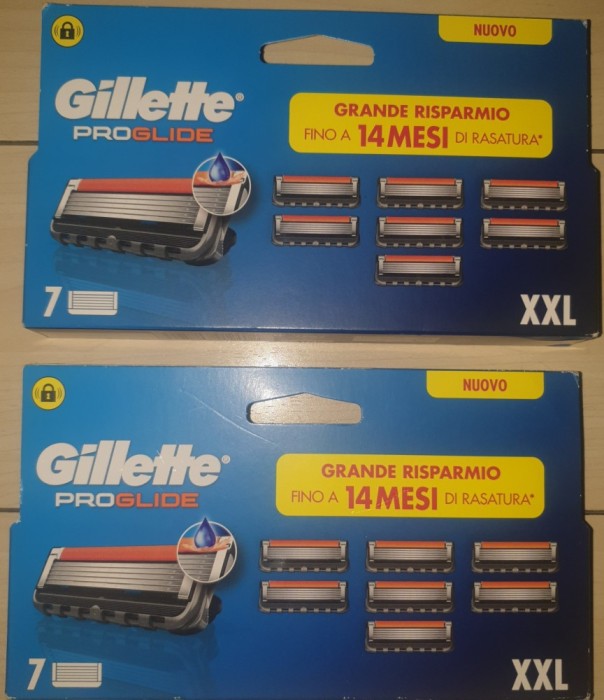 NUOVO
Gillette®
PROGLIDE
GRANDE RISPARMIO
FINO A 14 MESI DI RASATURA*
7
XXL
NUOVO
Gillette®
PROGLIDE
GRANDE RISPARMIO
FINO A 14 MESI DI RASATURA*
7
XXL